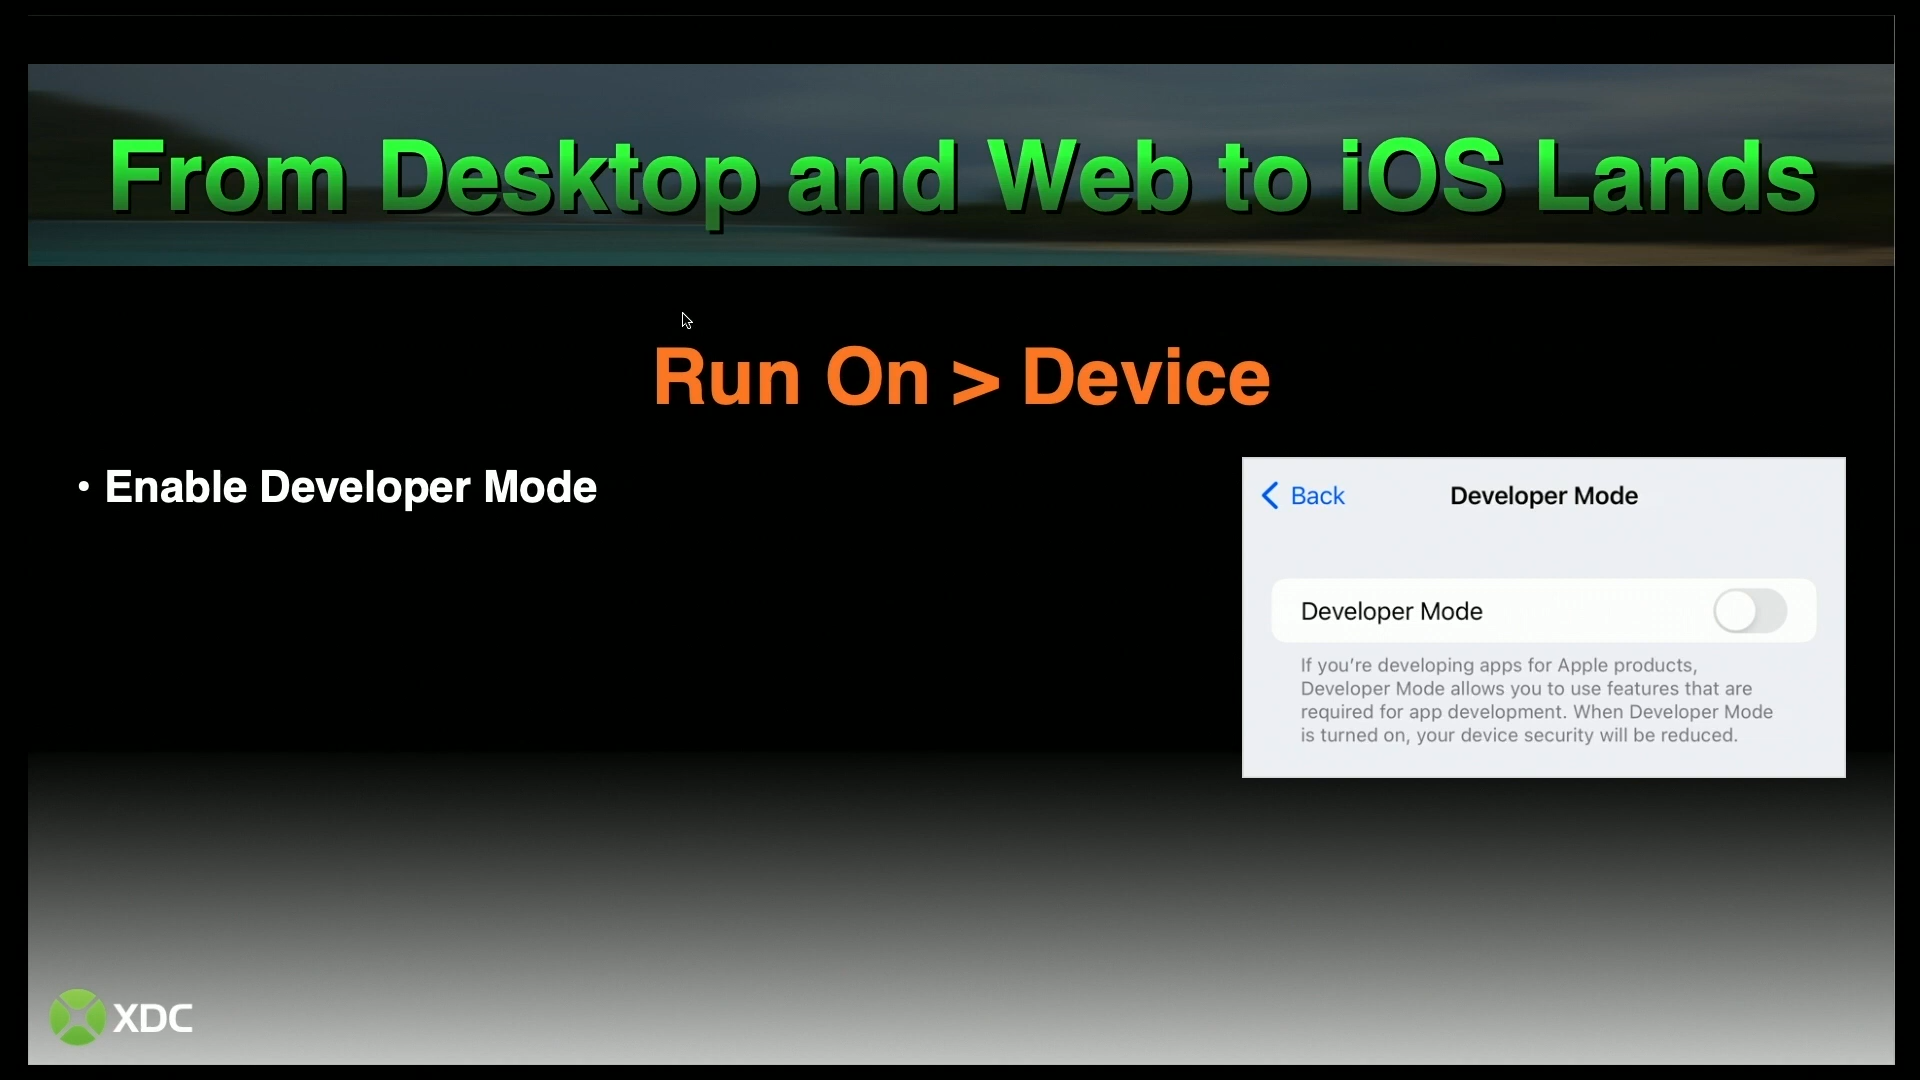 From Desktop and Web to iOS Lands
Run On > Device
• Enable Developer Mode
Back
Developer Mode
Developer Mode
If you’re developing apps for Apple products,
Developer Mode allows you to use features that are
required for app development. When Developer Mode
is turned on, your device security will be reduced.
XDC